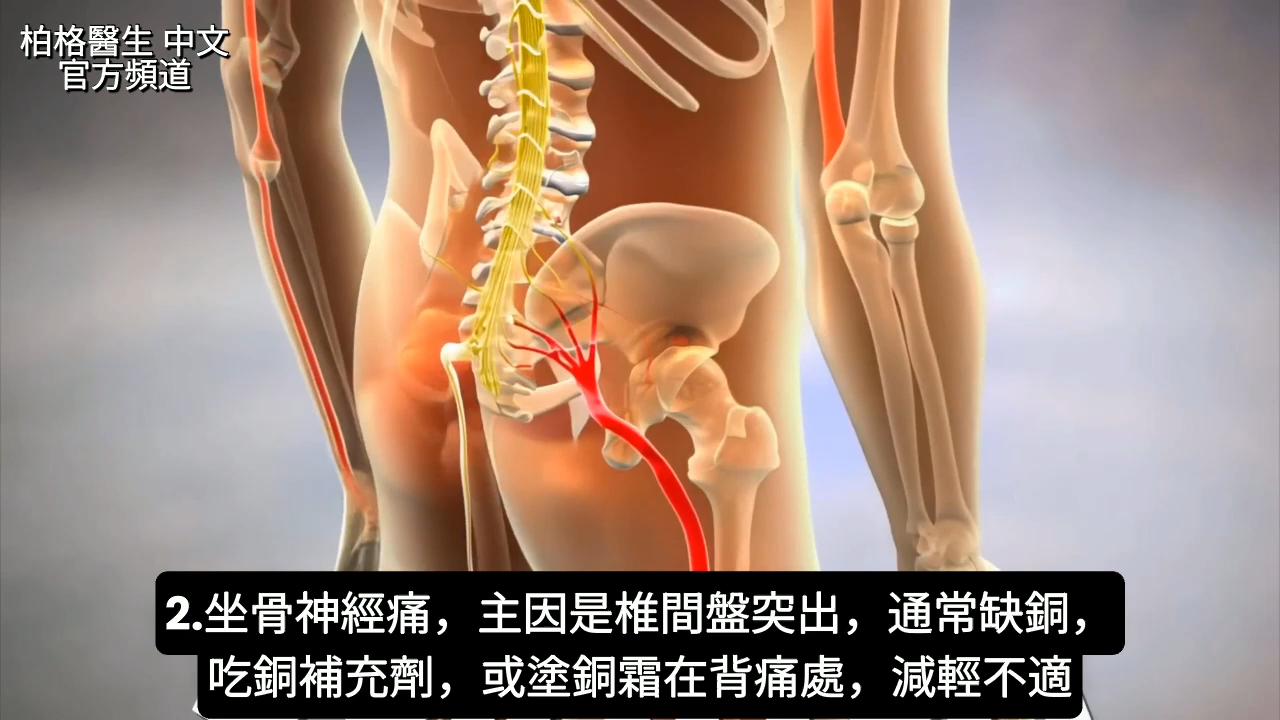 柏格醫生 中文
官方頻道
2.坐骨神經痛，主因是椎間盤突出，通常缺銅，
吃銅補充劑，或塗銅霜在背痛處，減輕不適